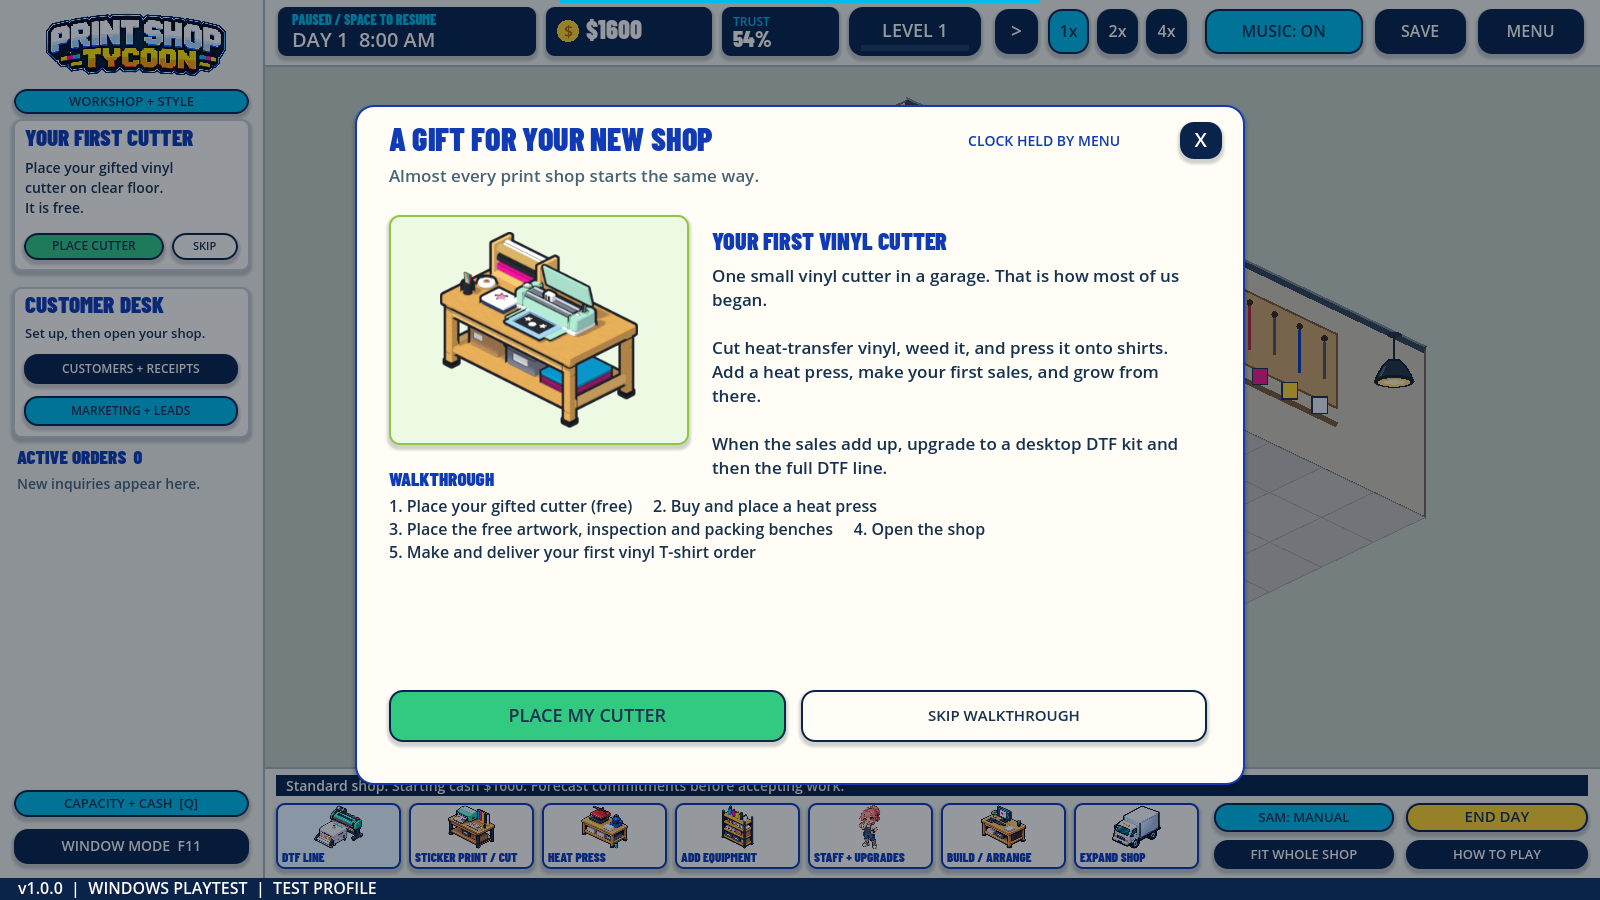 PRINT SHOP
TYCOON
PAUSED / SPACE TO RESUME
DAY 1 8:00 AM
$ $1600
TRUST
54%
LEVEL 1
>
1x
2x
4x
MUSIC: ON
SAVE
MENU
WORKSHOP + STYLE
YOUR FIRST CUTTER
Place your gifted vinyl
cutter on clear floor.
It is free.
PLACE CUTTER
SKIP
CUSTOMER DESK
Set up, then open your shop.
CUSTOMERS + RECEIPTS
MARKETING + LEADS
ACTIVE ORDERS 0
New inquiries appear here.
CAPACITY + CASH [Q]
WINDOW MODE F11
A GIFT FOR YOUR NEW SHOP
CLOCK HELD BY MENU
X
Almost every print shop starts the same way.
YOUR FIRST VINYL CUTTER
One small vinyl cutter in a garage. That is how most of us
began.
Cut heat-transfer vinyl, weed it, and press it onto shirts.
Add a heat press, make your first sales, and grow from
there.
When the sales add up, upgrade to a desktop DTF kit and
then the full DTF line.
WALKTHROUGH
1. Place your gifted cutter (free) 2. Buy and place a heat press
3. Place the free artwork, inspection and packing benches 4. Open the shop
5. Make and deliver your first vinyl T-shirt order
PLACE MY CUTTER
SKIP WALKTHROUGH
Standard shop. Starting cash $1600. Forecast commitments before accepting work.
DTF LINE
STICKER PRINT / CUT
HEAT PRESS
ADD EQUIPMENT
STAFF + UPGRADES
BUILD / ARRANGE
EXPAND SHOP
SAM: MANUAL
END DAY
FIT WHOLE SHOP
HOW TO PLAY
v1.0.0 | WINDOWS PLAYTEST | TEST PROFILE